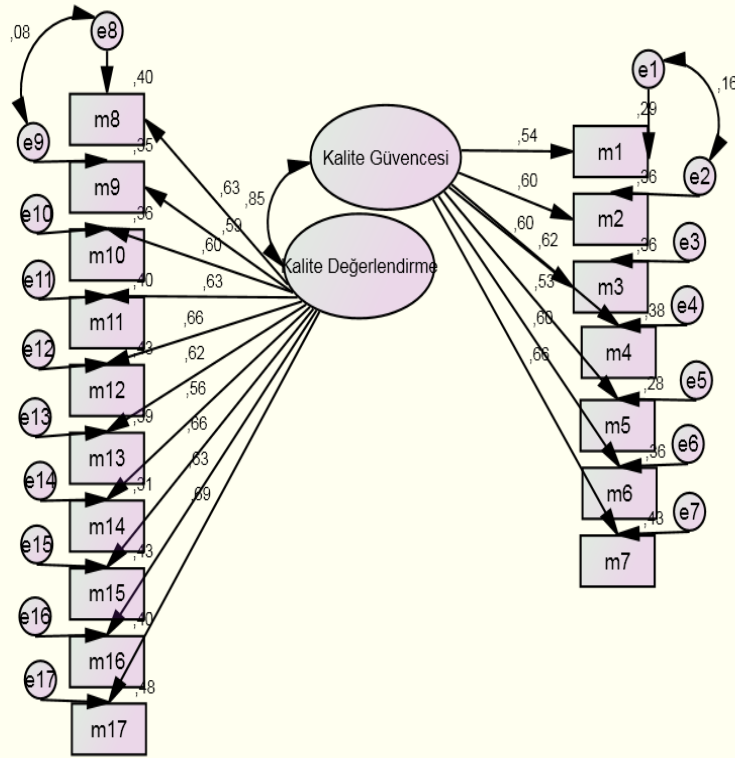 ,08
e8
,40
m8
e9
,35
m9
e10
,36
m10
e11
,40
m11
e12
,43
m12
e13
,39
m13
e14
,31
m14
e15
,43
m15
e16
,40
m16
e17
,48
m17
,63
,85
,59
,60
,63
,66
,62
,56
,66
,63
,69
Kalite Güvencesi
Kalite Değerlendirme
,54
,60
,60
,62
,53
,60
,66
e1
,16
,29
m1
e2
,36
m2
e3
,36
m3
e4
,38
m4
e5
,28
m5
e6
,36
m6
e7
,43
m7